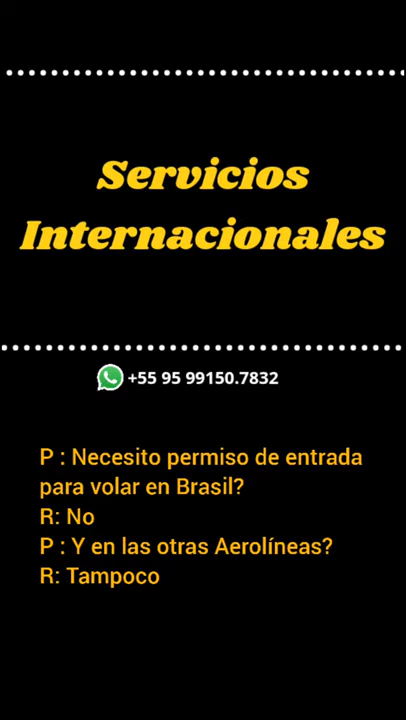 Servicios
Internacionales
+55 95 99150.7832
P : Necesito permiso de entrada
para volar en Brasil?
R: No
P : Y en las otras Aerolíneas?
R: Tampoco